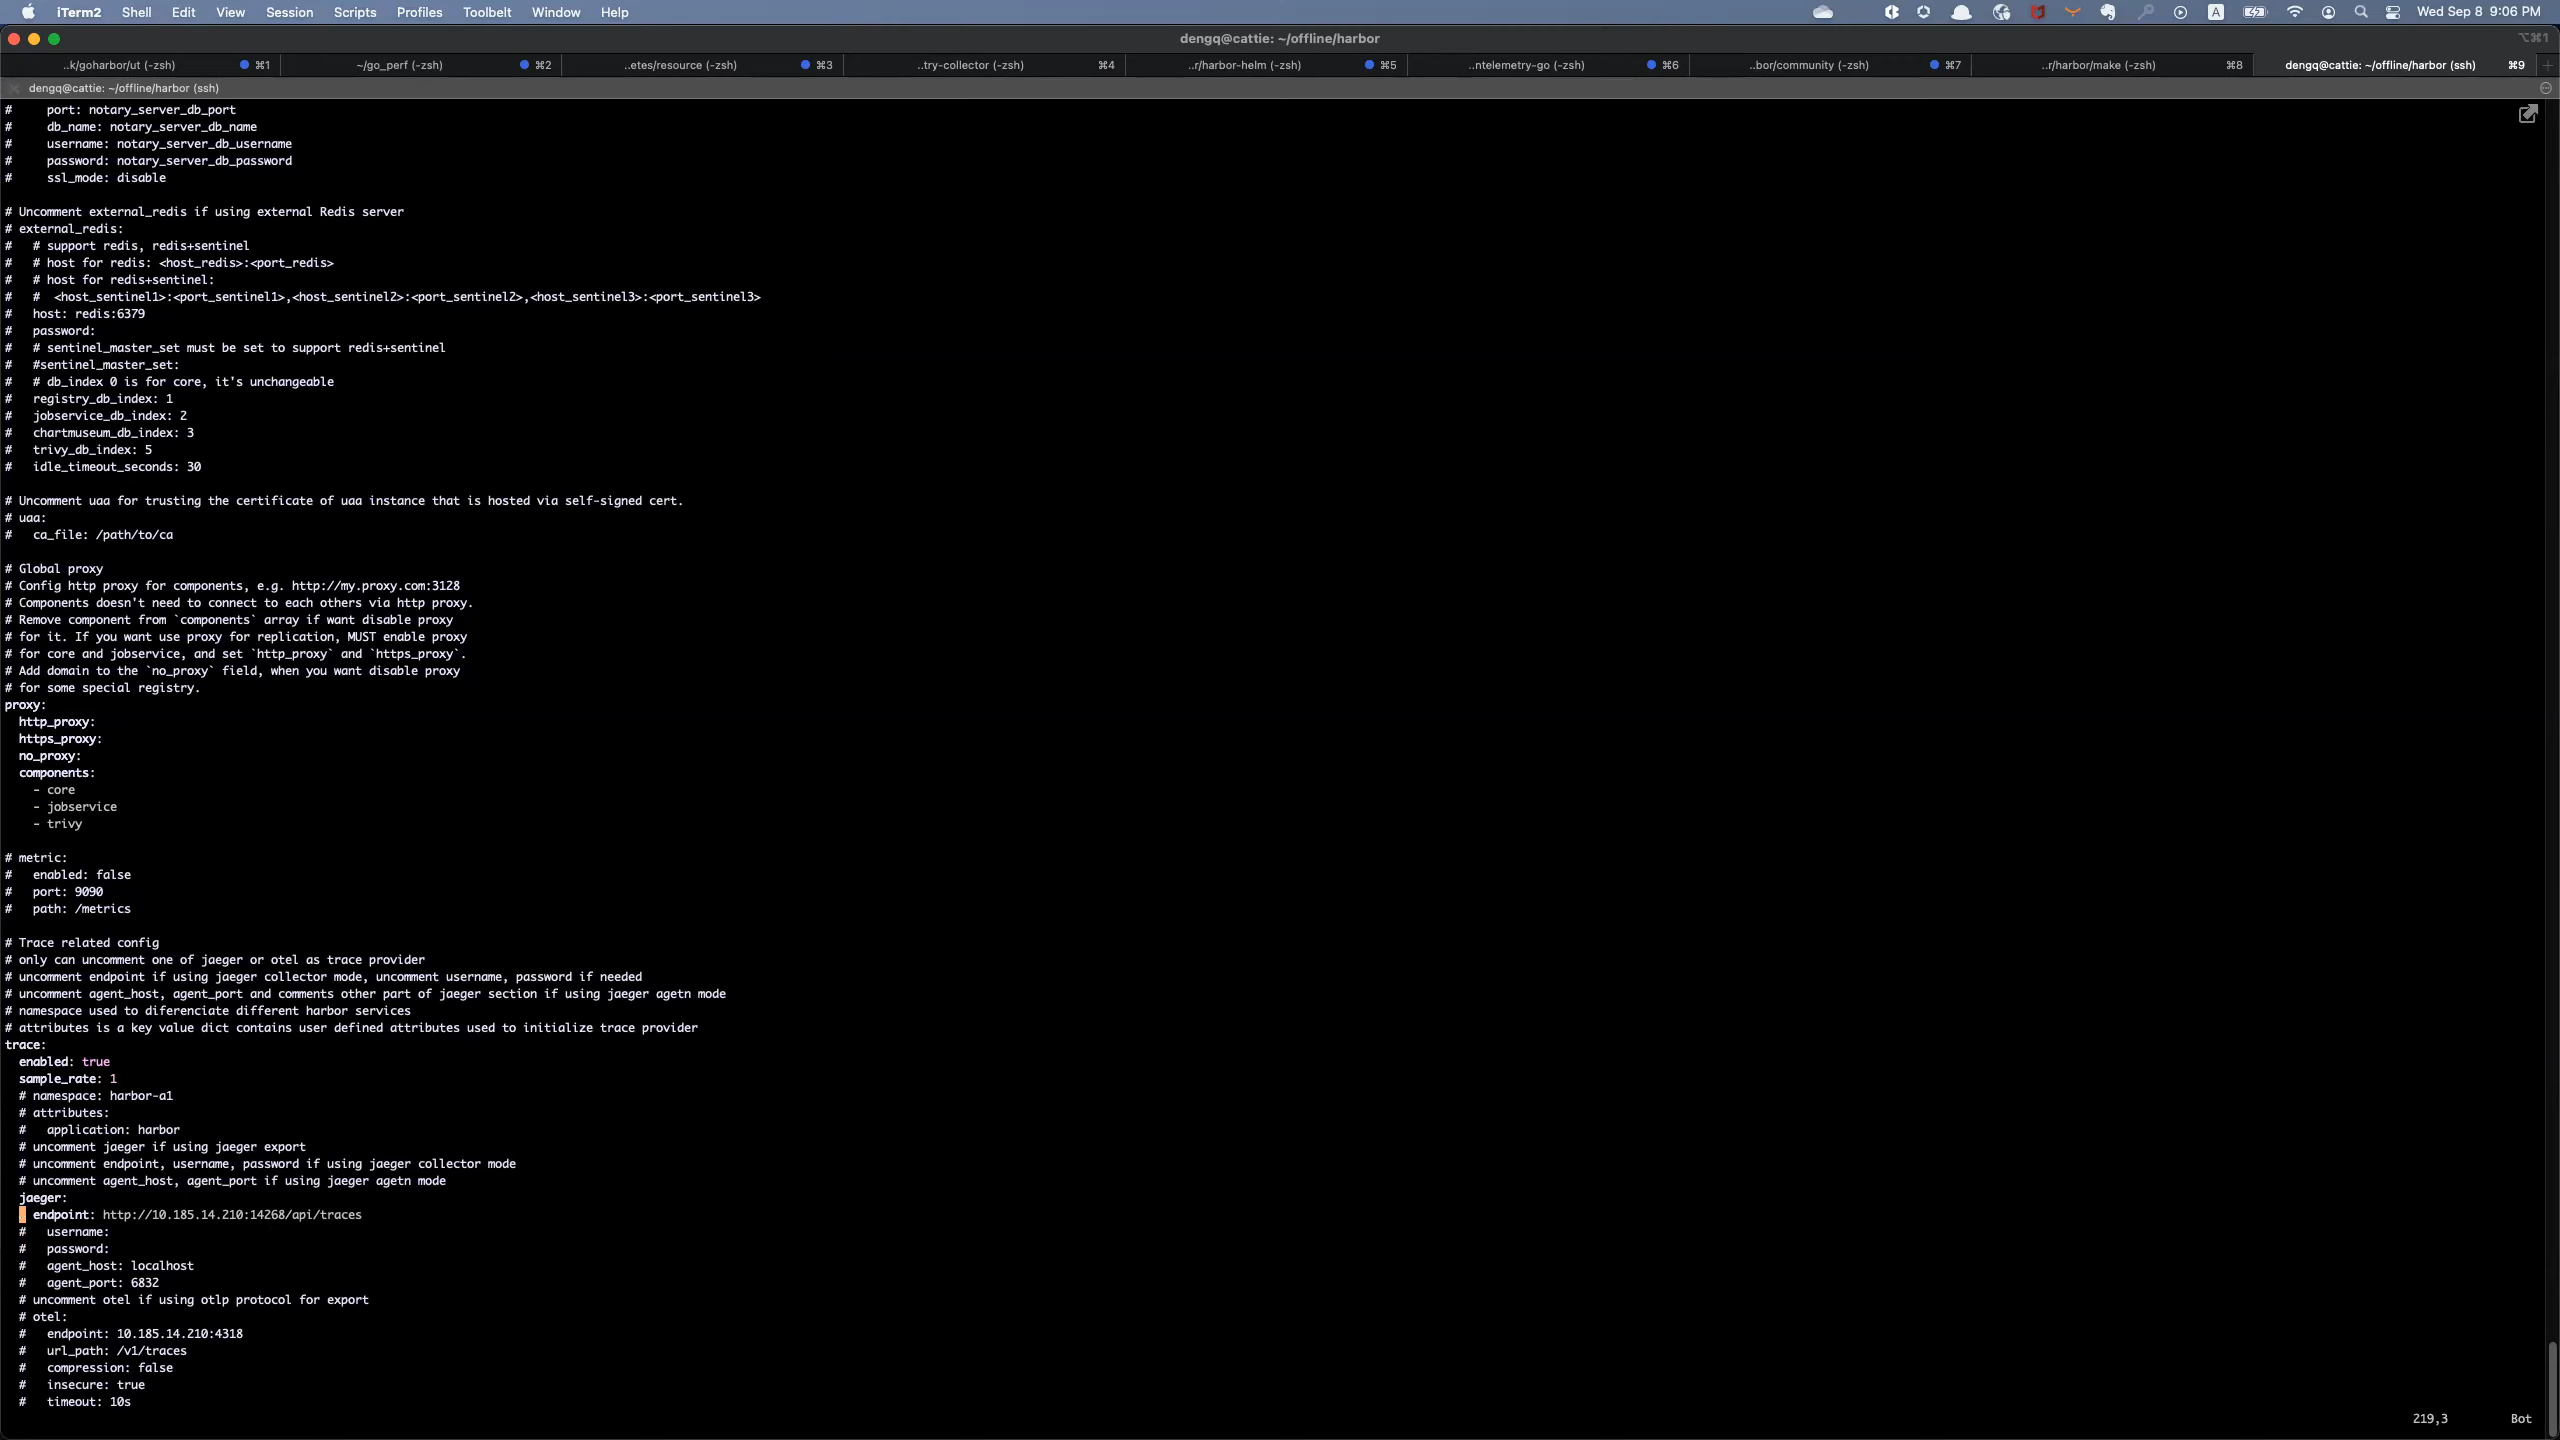 iTerm2 Shell Edit View Session Scripts Profiles Toolbelt Window Help A Wed Sep 8 9:06 PM
dengq@cattie: ~/offline/harbor ⌥⌘1
..k/goharbor/ut (-zsh) ⌘1 ~/go_perf (-zsh) ⌘2 ..etes/resource (-zsh) ⌘3 ..try-collector (-zsh) ⌘4 ..r/harbor-helm (-zsh) ⌘5 ..ntelemetry-go (-zsh) ⌘6 ..bor/community (-zsh) ⌘7 ..r/harbor/make (-zsh) ⌘8 dengq@cattie: ~/offline/harbor (ssh) ⌘9
dengq@cattie: ~/offline/harbor (ssh)
#     port: notary_server_db_port
#     db_name: notary_server_db_name
#     username: notary_server_db_username
#     password: notary_server_db_password
#     ssl_mode: disable

# Uncomment external_redis if using external Redis server
# external_redis:
#   # support redis, redis+sentinel
#   # host for redis: <host_redis>:<port_redis>
#   # host for redis+sentinel:
#   #  <host_sentinel1>:<port_sentinel1>,<host_sentinel2>:<port_sentinel2>,<host_sentinel3>:<port_sentinel3>
#   host: redis:6379
#   password:
#   # sentinel_master_set must be set to support redis+sentinel
#   #sentinel_master_set:
#   # db_index 0 is for core, it's unchangeable
#   registry_db_index: 1
#   jobservice_db_index: 2
#   chartmuseum_db_index: 3
#   trivy_db_index: 5
#   idle_timeout_seconds: 30

# Uncomment uaa for trusting the certificate of uaa instance that is hosted via self-signed cert.
# uaa:
#   ca_file: /path/to/ca

# Global proxy
# Config http proxy for components, e.g. http://my.proxy.com:3128
# Components doesn't need to connect to each others via http proxy.
# Remove component from `components` array if want disable proxy
# for it. If you want use proxy for replication, MUST enable proxy
# for core and jobservice, and set `http_proxy` and `https_proxy`.
# Add domain to the `no_proxy` field, when you want disable proxy
# for some special registry.
proxy:
  http_proxy:
  https_proxy:
  no_proxy:
  components:
    - core
    - jobservice
    - trivy

# metric:
#   enabled: false
#   port: 9090
#   path: /metrics

# Trace related config
# only can uncomment one of jaeger or otel as trace provider
# uncomment endpoint if using jaeger collector mode, uncomment username, password if needed
# uncomment agent_host, agent_port and comments other part of jaeger section if using jaeger agetn mode
# namespace used to diferenciate different harbor services
# attributes is a key value dict contains user defined attributes used to initialize trace provider
trace:
  enabled: true
  sample_rate: 1
  # namespace: harbor-a1
  # attributes:
  #   application: harbor
  # uncomment jaeger if using jaeger export
  # uncomment endpoint, username, password if using jaeger collector mode
  # uncomment agent_host, agent_port if using jaeger agetn mode
  jaeger:
    endpoint: http://10.185.14.210:14268/api/traces
  #   username:
  #   password:
  #   agent_host: localhost
  #   agent_port: 6832
  # uncomment otel if using otlp protocol for export
  # otel:
  #   endpoint: 10.185.14.210:4318
  #   url_path: /v1/traces
  #   compression: false
  #   insecure: true
  #   timeout: 10s
219,3 Bot